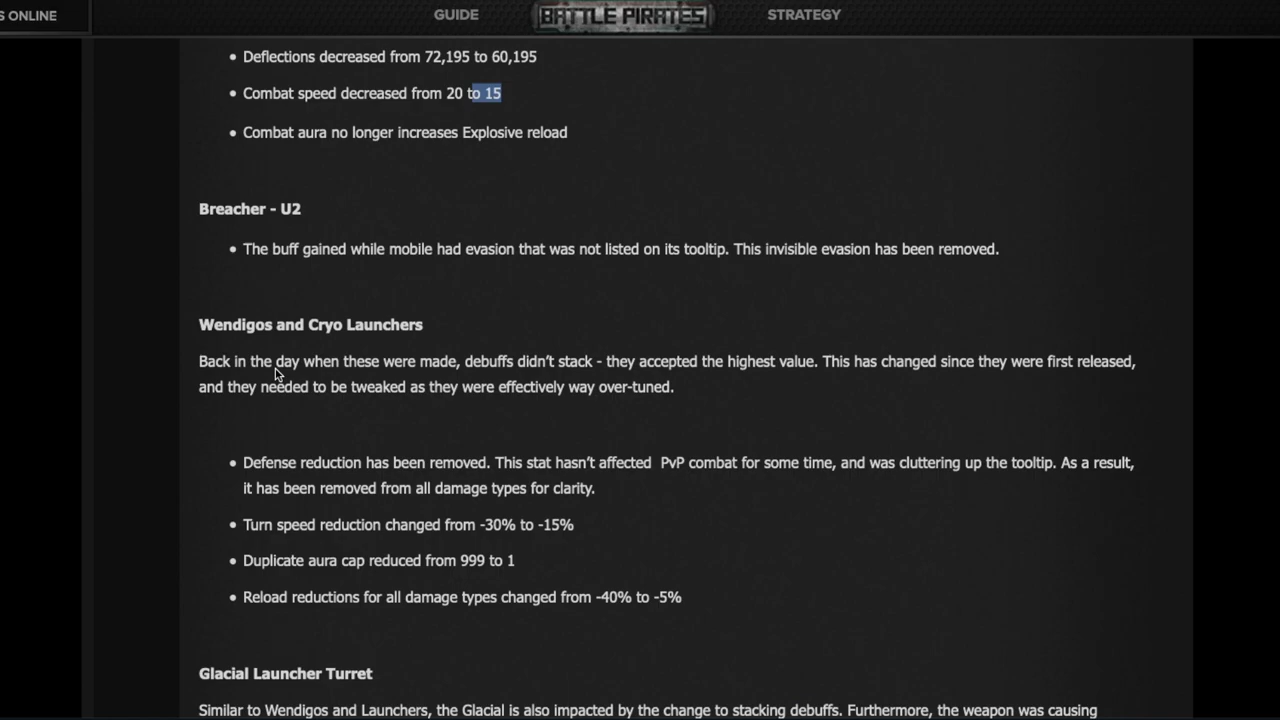 S ONLINE
GUIDE
BATTLE PIRATES
STRATEGY
• Deflections decreased from 72,195 to 60,195
• Combat speed decreased from 20 to 15
• Combat aura no longer increases Explosive reload
Breacher - U2
• The buff gained while mobile had evasion that was not listed on its tooltip. This invisible evasion has been removed.
Wendigos and Cryo Launchers
Back in the day when these were made, debuffs didn’t stack - they accepted the highest value. This has changed since they were first released,
and they needed to be tweaked as they were effectively way over-tuned.
• Defense reduction has been removed. This stat hasn’t affected  PvP combat for some time, and was cluttering up the tooltip. As a result,
it has been removed from all damage types for clarity.
• Turn speed reduction changed from -30% to -15%
• Duplicate aura cap reduced from 999 to 1
• Reload reductions for all damage types changed from -40% to -5%
Glacial Launcher Turret
Similar to Wendigos and Launchers, the Glacial is also impacted by the change to stacking debuffs. Furthermore, the weapon was causing